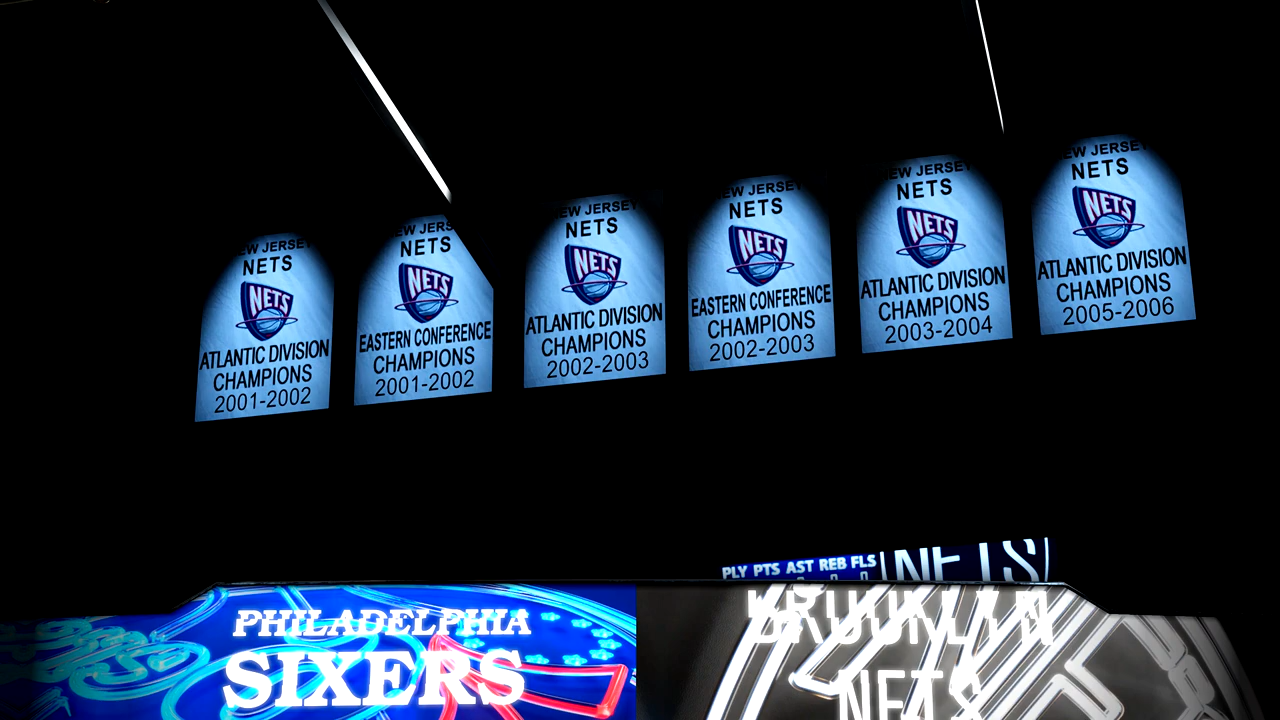 NEW JERSEY
NETS
NETS
ATLANTIC DIVISION
CHAMPIONS
2001-2002
NEW JERSEY
NETS
NETS
EASTERN CONFERENCE
CHAMPIONS
2001-2002
NEW JERSEY
NETS
NETS
ATLANTIC DIVISION
CHAMPIONS
2002-2003
NEW JERSEY
NETS
NETS
EASTERN CONFERENCE
CHAMPIONS
2002-2003
NEW JERSEY
NETS
NETS
ATLANTIC DIVISION
CHAMPIONS
2003-2004
NEW JERSEY
NETS
NETS
ATLANTIC DIVISION
CHAMPIONS
2005-2006
PLY PTS AST REB FLS
NETS
PHILADELPHIA
SIXERS
BROOKLYN
NETS